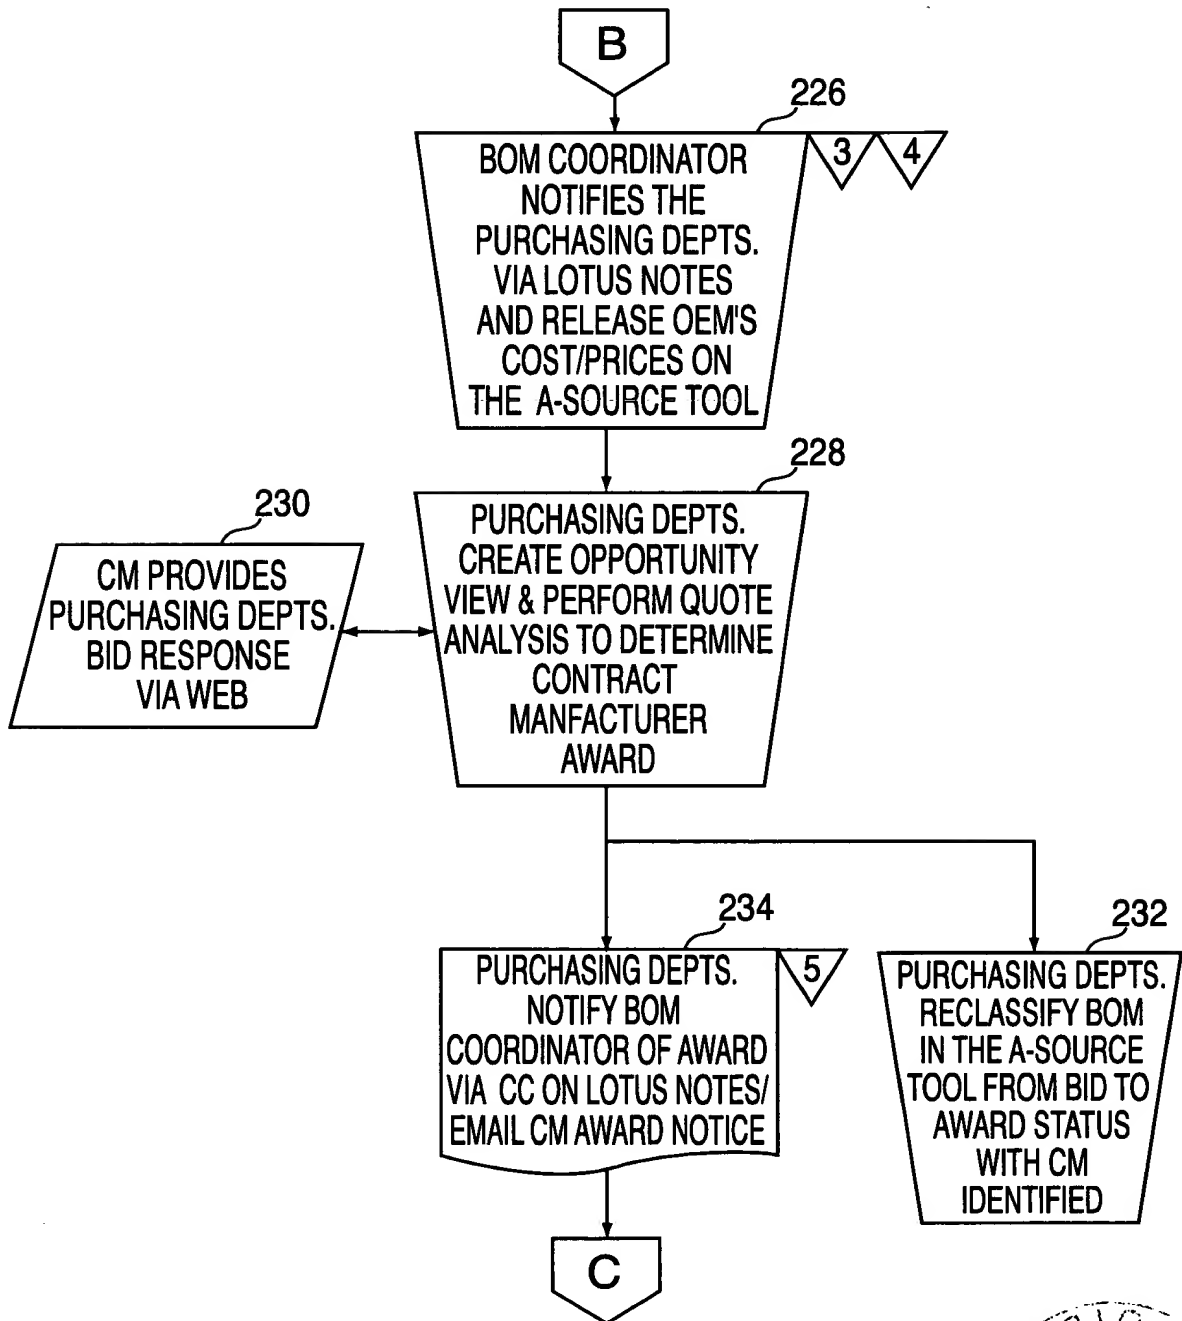 B
226
BOM COORDINATOR
NOTIFIES THE
PURCHASING DEPTS.
VIA LOTUS NOTES
AND RELEASE OEM'S
COST/PRICES ON
THE A-SOURCE TOOL
3
4
228
PURCHASING DEPTS.
CREATE OPPORTUNITY
VIEW & PERFORM QUOTE
ANALYSIS TO DETERMINE
CONTRACT
MANFACTURER
AWARD
230
CM PROVIDES
PURCHASING DEPTS.
BID RESPONSE
VIA WEB
234
PURCHASING DEPTS.
NOTIFY BOM
COORDINATOR OF AWARD
VIA CC ON LOTUS NOTES/
EMAIL CM AWARD NOTICE
5
232
PURCHASING DEPTS.
RECLASSIFY BOM
IN THE A-SOURCE
TOOL FROM BID TO
AWARD STATUS
WITH CM
IDENTIFIED
C